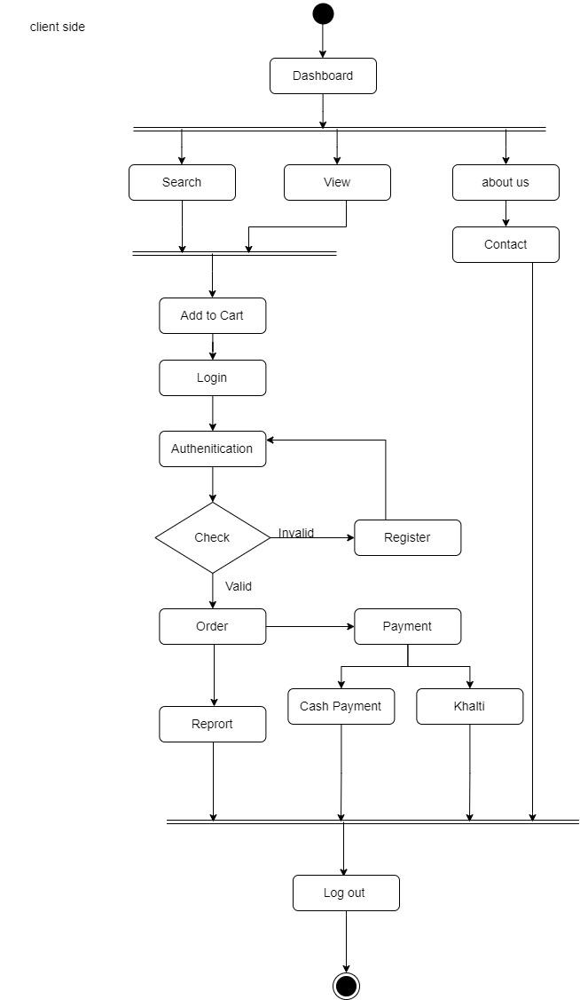 client side
Dashboard
Search
View
about us
Contact
Add to Cart
Login
Authenitication
Check
Invalid
Register
Valid
Order
Payment
Cash Payment
Khalti
Reprort
Log out